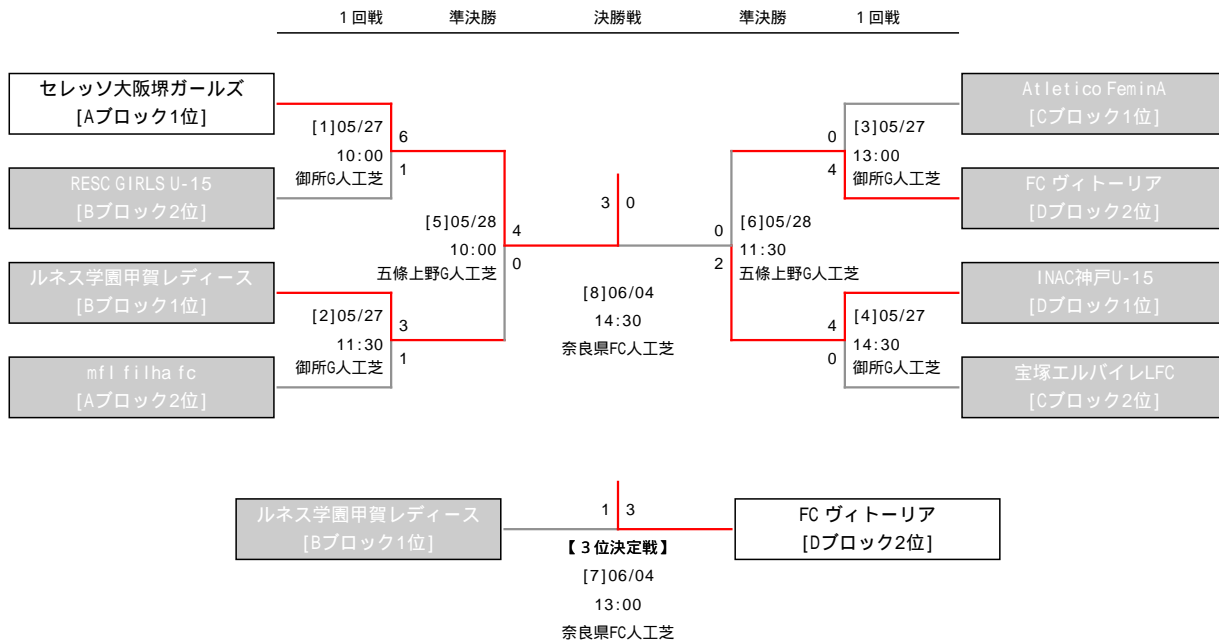 1回戦 準決勝 決勝戦 準決勝 1回戦
セレッソ大阪堺ガールズ
[Aブロック1位]
RESC GIRLS U-15
[Bブロック2位]
ルネス学園甲賀レディース
[Bブロック1位]
mfl filha fc
[Aブロック2位]
[1]05/27
10:00
御所G人工芝
6
1
[2]05/27
11:30
御所G人工芝
3
1
[5]05/28
10:00
五條上野G人工芝
4
0
3 0
[8]06/04
14:30
奈良県FC人工芝
0
2
[6]05/28
11:30
五條上野G人工芝
0
4
[3]05/27
13:00
御所G人工芝
4
0
[4]05/27
14:30
御所G人工芝
Atletico FeminA
[Cブロック1位]
FC ヴィトーリア
[Dブロック2位]
INAC神戸U-15
[Dブロック1位]
宝塚エルバイレLFC
[Cブロック2位]
ルネス学園甲賀レディース
[Bブロック1位]
1 3
FC ヴィトーリア
[Dブロック2位]
【3位決定戦】
[7]06/04
13:00
奈良県FC人工芝